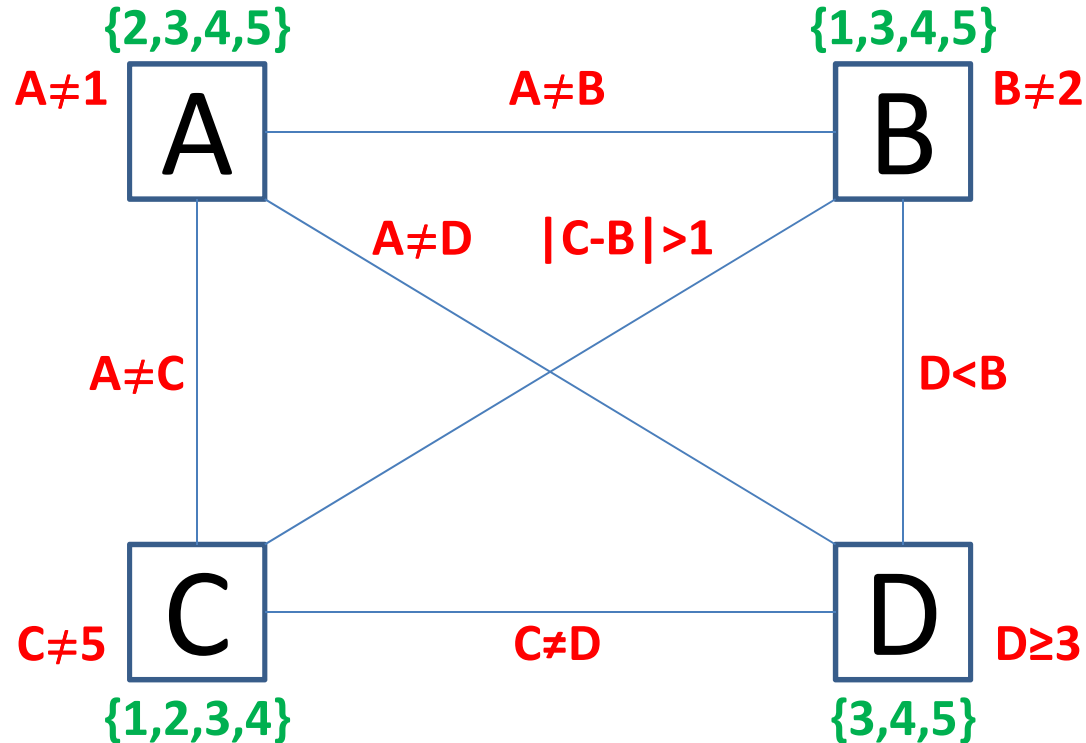 {2,3,4,5} {1,3,4,5}
A≠1 A A≠B B B≠2
A≠D |C-B|>1
A≠C D<B
C≠5 C C≠D D D≥3
{1,2,3,4} {3,4,5}